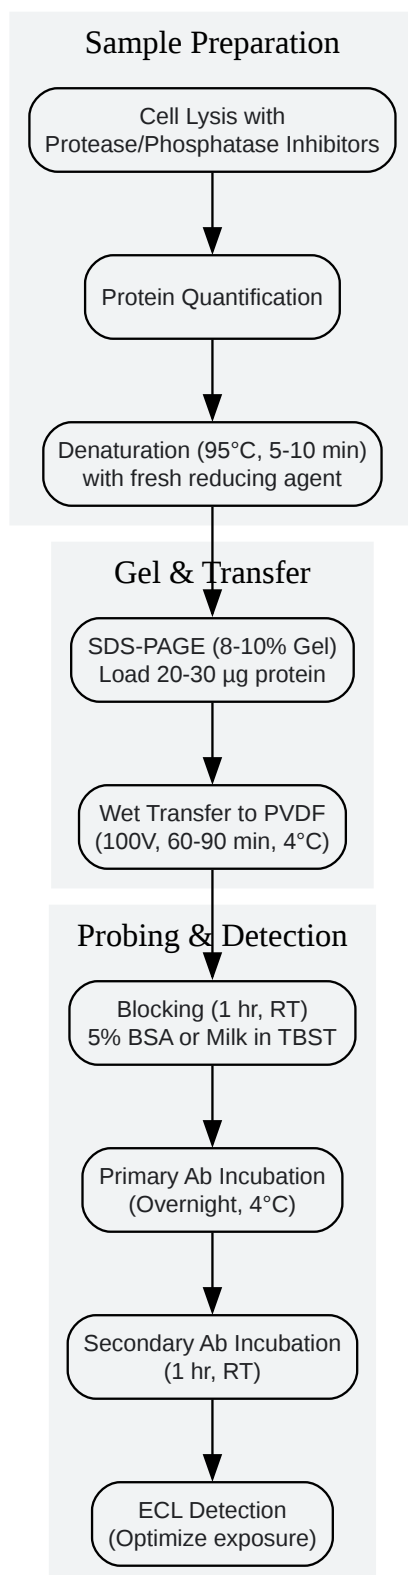 Sample Preparation
Cell Lysis with
Protease/Phosphatase Inhibitors
Protein Quantification
Denaturation (95°C, 5-10 min)
with fresh reducing agent
Gel & Transfer
SDS-PAGE (8-10% Gel)
Load 20-30 µg protein
Wet Transfer to PVDF
(100V, 60-90 min, 4°C)
Probing & Detection
Blocking (1 hr, RT)
5% BSA or Milk in TBST
Primary Ab Incubation
(Overnight, 4°C)
Secondary Ab Incubation
(1 hr, RT)
ECL Detection
(Optimize exposure)